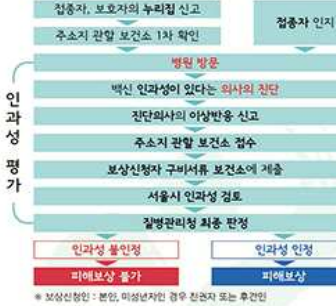 접종자, 보호자의 누리집 신고
접종자 인지
주소지 관할 보건소 1차 확인
병원 방문
백신 인과성이 있다는 의사의 진단
진단의사의 이상반응 신고
주소지 관할 보건소 접수
보상신청자 구비서류 보건소에 제출
서울시 인과성 검토
질병관리청 최종 판정
인과성 평가
인과성 불인정
인과성 인정
피해보상 불가
피해보상
※ 보상신청인 : 본인, 미성년자인 경우 친권자 또는 후견인